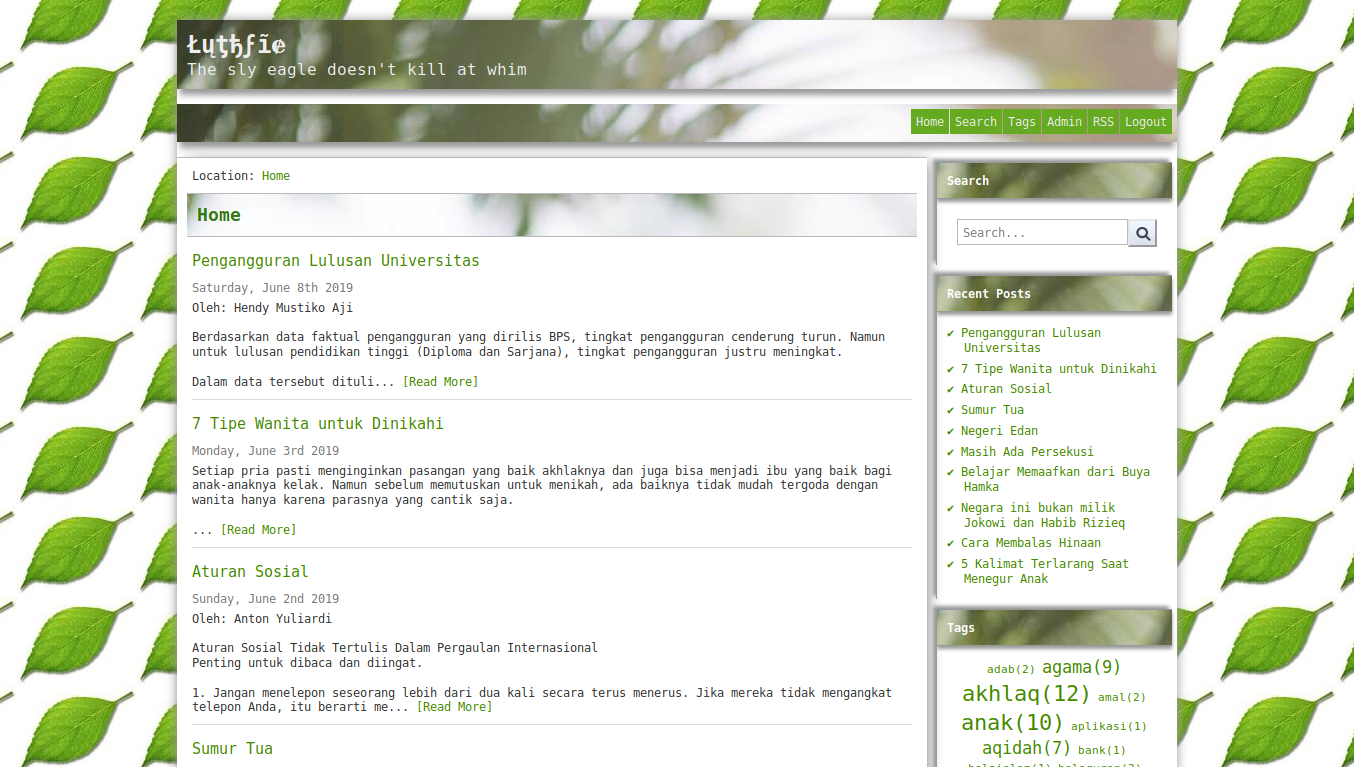 Łųţђƒĩȼ
The sly eagle doesn't kill at whim
Home Search Tags Admin RSS Logout
Location: Home
Home
Pengangguran Lulusan Universitas
Saturday, June 8th 2019
Oleh: Hendy Mustiko Aji
Berdasarkan data faktual pengangguran yang dirilis BPS, tingkat pengangguran cenderung turun. Namun
untuk lulusan pendidikan tinggi (Diploma dan Sarjana), tingkat pengangguran justru meningkat.
Dalam data tersebut dituli... [Read More]
7 Tipe Wanita untuk Dinikahi
Monday, June 3rd 2019
Setiap pria pasti menginginkan pasangan yang baik akhlaknya dan juga bisa menjadi ibu yang baik bagi
anak-anaknya kelak. Namun sebelum memutuskan untuk menikah, ada baiknya tidak mudah tergoda dengan
wanita hanya karena parasnya yang cantik saja.
... [Read More]
Aturan Sosial
Sunday, June 2nd 2019
Oleh: Anton Yuliardi
Aturan Sosial Tidak Tertulis Dalam Pergaulan Internasional
Penting untuk dibaca dan diingat.
1. Jangan menelepon seseorang lebih dari dua kali secara terus menerus. Jika mereka tidak mengangkat
telepon Anda, itu berarti me... [Read More]
Sumur Tua
Search
Search...
Recent Posts
✔ Pengangguran Lulusan
Universitas
✔ 7 Tipe Wanita untuk Dinikahi
✔ Aturan Sosial
✔ Sumur Tua
✔ Negeri Edan
✔ Masih Ada Persekusi
✔ Belajar Memaafkan dari Buya
Hamka
✔ Negara ini bukan milik
Jokowi dan Habib Rizieq
✔ Cara Membalas Hinaan
✔ 5 Kalimat Terlarang Saat
Menegur Anak
Tags
adab(2) agama(9)
akhlaq(12) amal(2)
anak(10) aplikasi(1)
aqidah(7) bank(1)